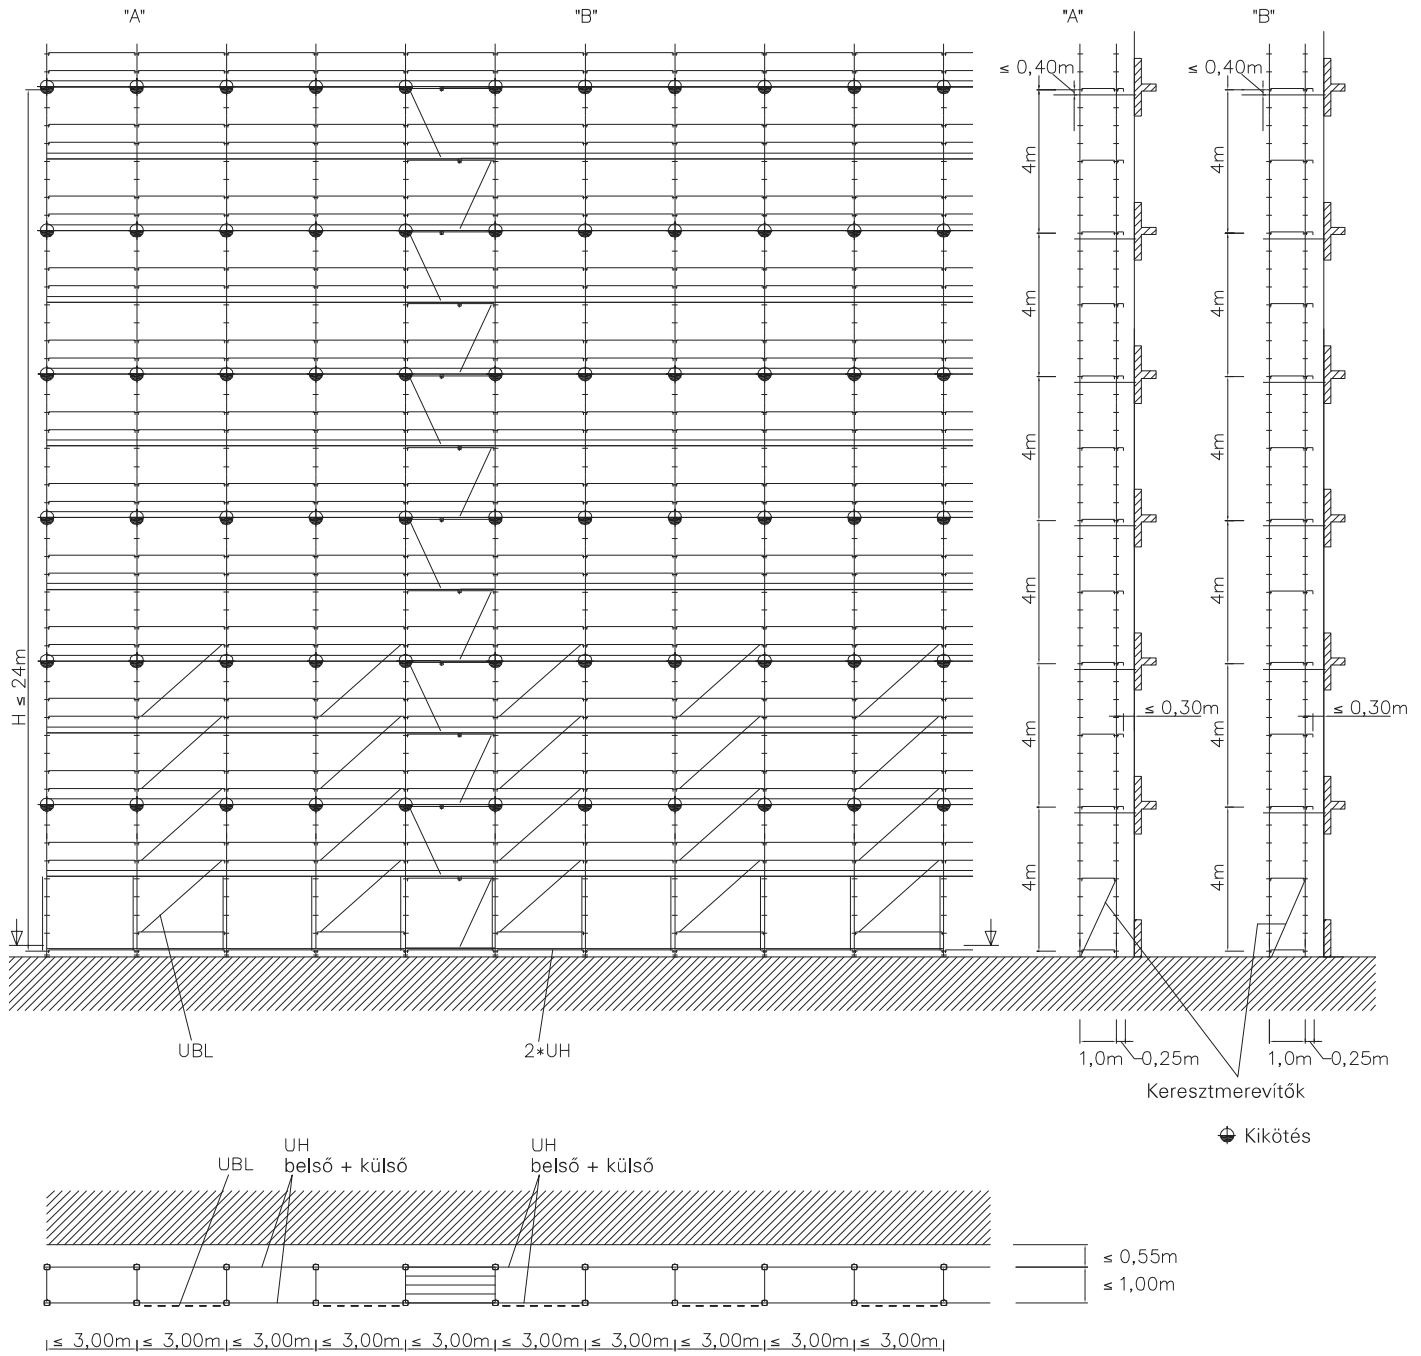 "A"
"B"
"A"
"B"
≤ 0,40m
≤ 0,40m
4m
4m
4m
4m
4m
4m
4m
4m
4m
4m
4m
4m
H ≤ 24m
≤ 0,30m
≤ 0,30m
UBL
2*UH
1,0m
0,25m
1,0m
0,25m
Keresztmerevítők
Kikötés
UBL
UH
belső + külső
UH
belső + külső
≤ 0,55m
≤ 1,00m
≤ 3,00m
≤ 3,00m
≤ 3,00m
≤ 3,00m
≤ 3,00m
≤ 3,00m
≤ 3,00m
≤ 3,00m
≤ 3,00m
≤ 3,00m